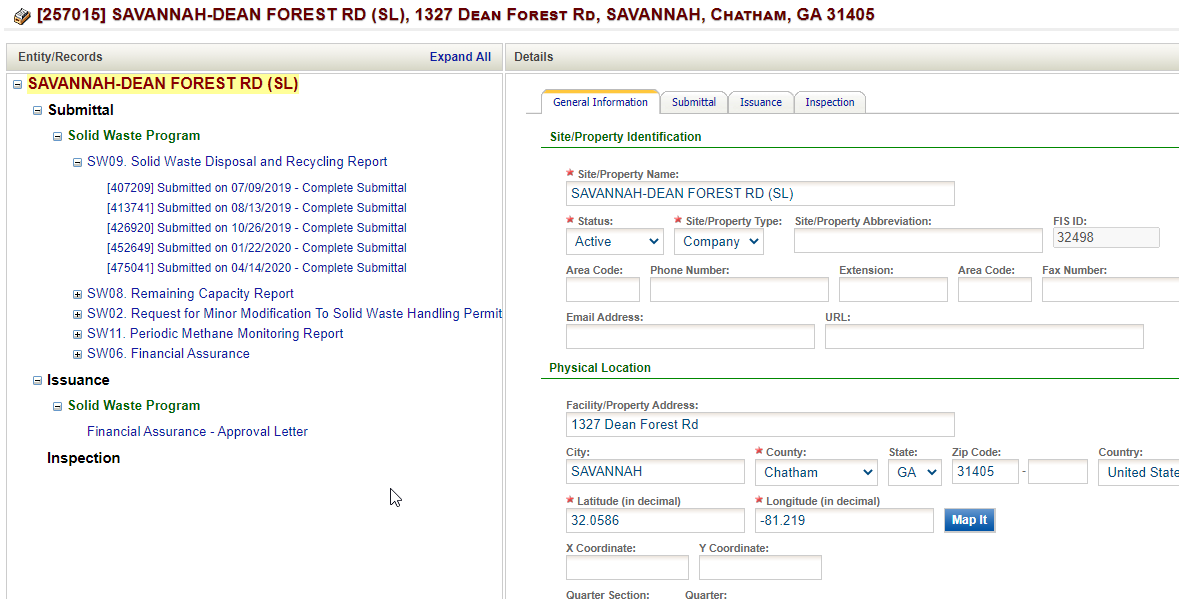 [257015] SAVANNAH-DEAN FOREST RD (SL), 1327 Dean Forest Rd, SAVANNAH, Chatham, GA 31405
Entity/Records
Expand All
SAVANNAH-DEAN FOREST RD (SL)
Submittal
Solid Waste Program
SW09. Solid Waste Disposal and Recycling Report
[407209] Submitted on 07/09/2019 - Complete Submittal
[413741] Submitted on 08/13/2019 - Complete Submittal
[426920] Submitted on 10/26/2019 - Complete Submittal
[452649] Submitted on 01/22/2020 - Complete Submittal
[475041] Submitted on 04/14/2020 - Complete Submittal
SW08. Remaining Capacity Report
SW02. Request for Minor Modification To Solid Waste Handling Permit
SW11. Periodic Methane Monitoring Report
SW06. Financial Assurance
Issuance
Solid Waste Program
Financial Assurance - Approval Letter
Inspection
Details
General Information Submittal Issuance Inspection
Site/Property Identification
* Site/Property Name:
SAVANNAH-DEAN FOREST RD (SL)
* Status: * Site/Property Type: Site/Property Abbreviation: FIS ID:
Active Company 32498
Area Code: Phone Number: Extension: Area Code: Fax Number:
Email Address: URL:
Physical Location
Facility/Property Address:
1327 Dean Forest Rd
City: * County: State: Zip Code: Country:
SAVANNAH Chatham GA 31405 - United State
* Latitude (in decimal) * Longitude (in decimal)
32.0586 -81.219 Map It
X Coordinate: Y Coordinate:
Quarter Section: Quarter: